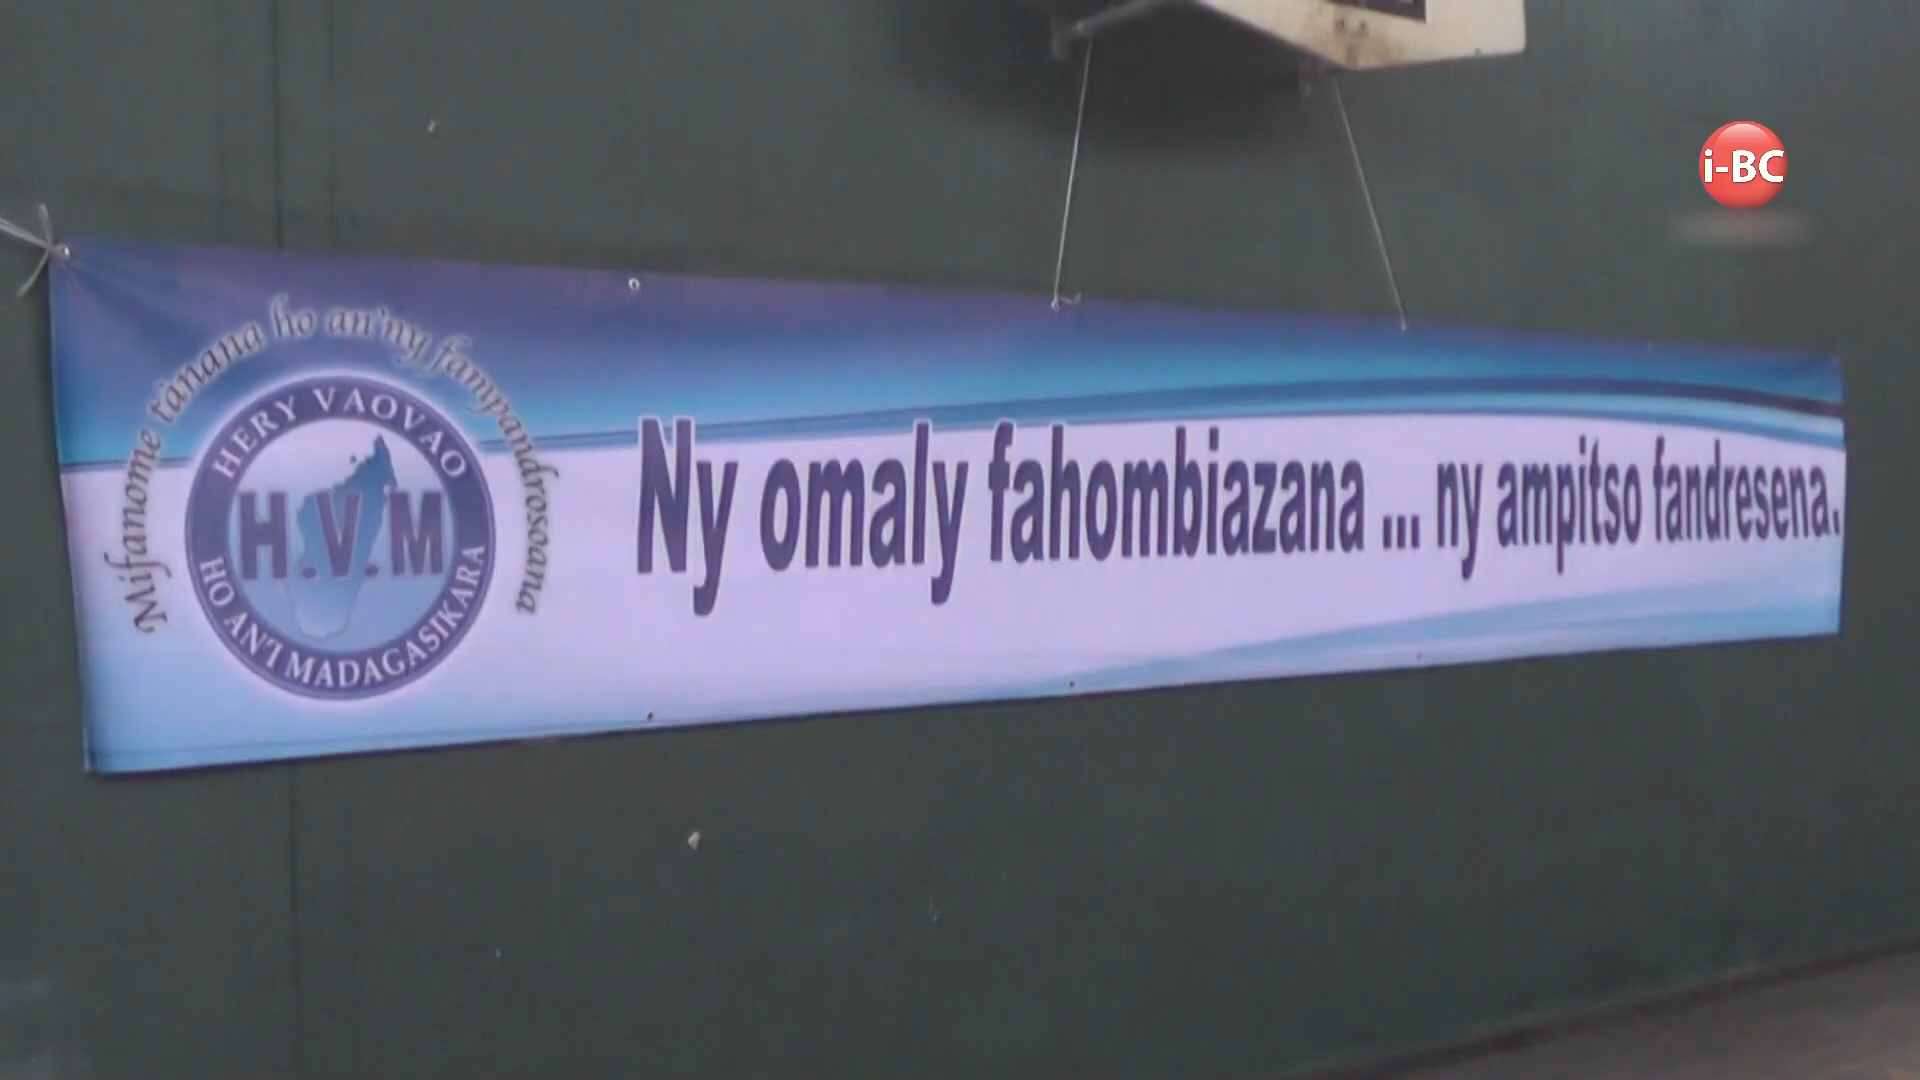 i-BC
Mifanome tànana ho an'ny fampandrosoana
HERY VAOVAO
H.V.M
HO AN'I MADAGASIKARA
Ny omaly fahombiazana ... ny ampitso fandresena.